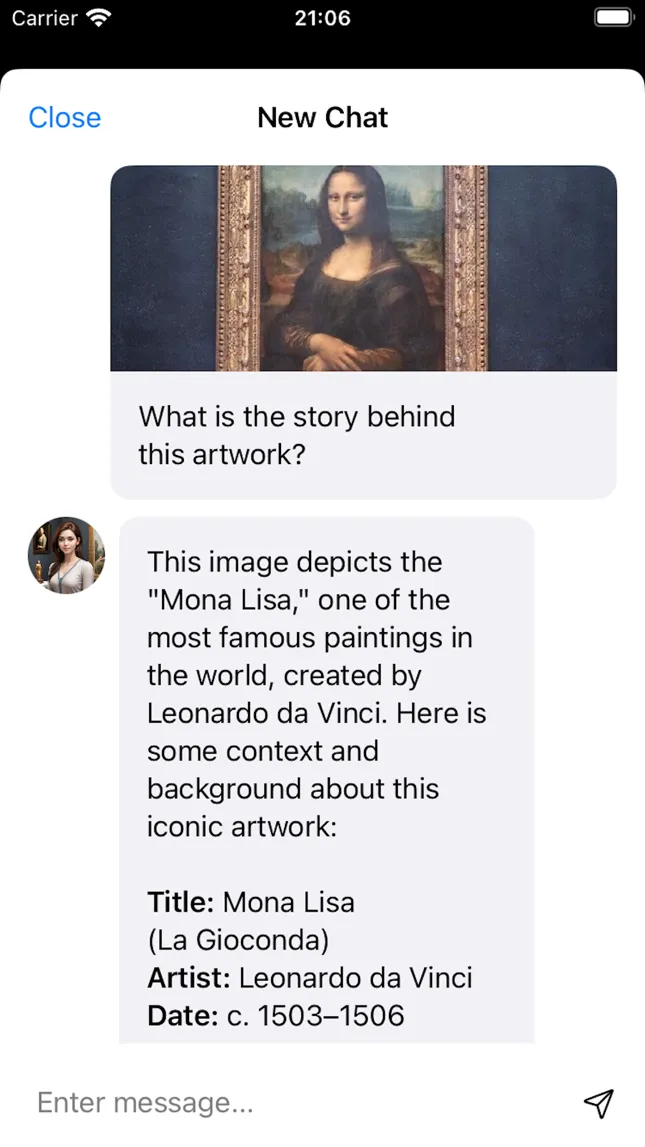 Carrier
21:06
Close
New Chat
What is the story behind
this artwork?
This image depicts the
"Mona Lisa," one of the
most famous paintings in
the world, created by
Leonardo da Vinci. Here is
some context and
background about this
iconic artwork:
Title: Mona Lisa
(La Gioconda)
Artist: Leonardo da Vinci
Date: c. 1503–1506
Enter message...